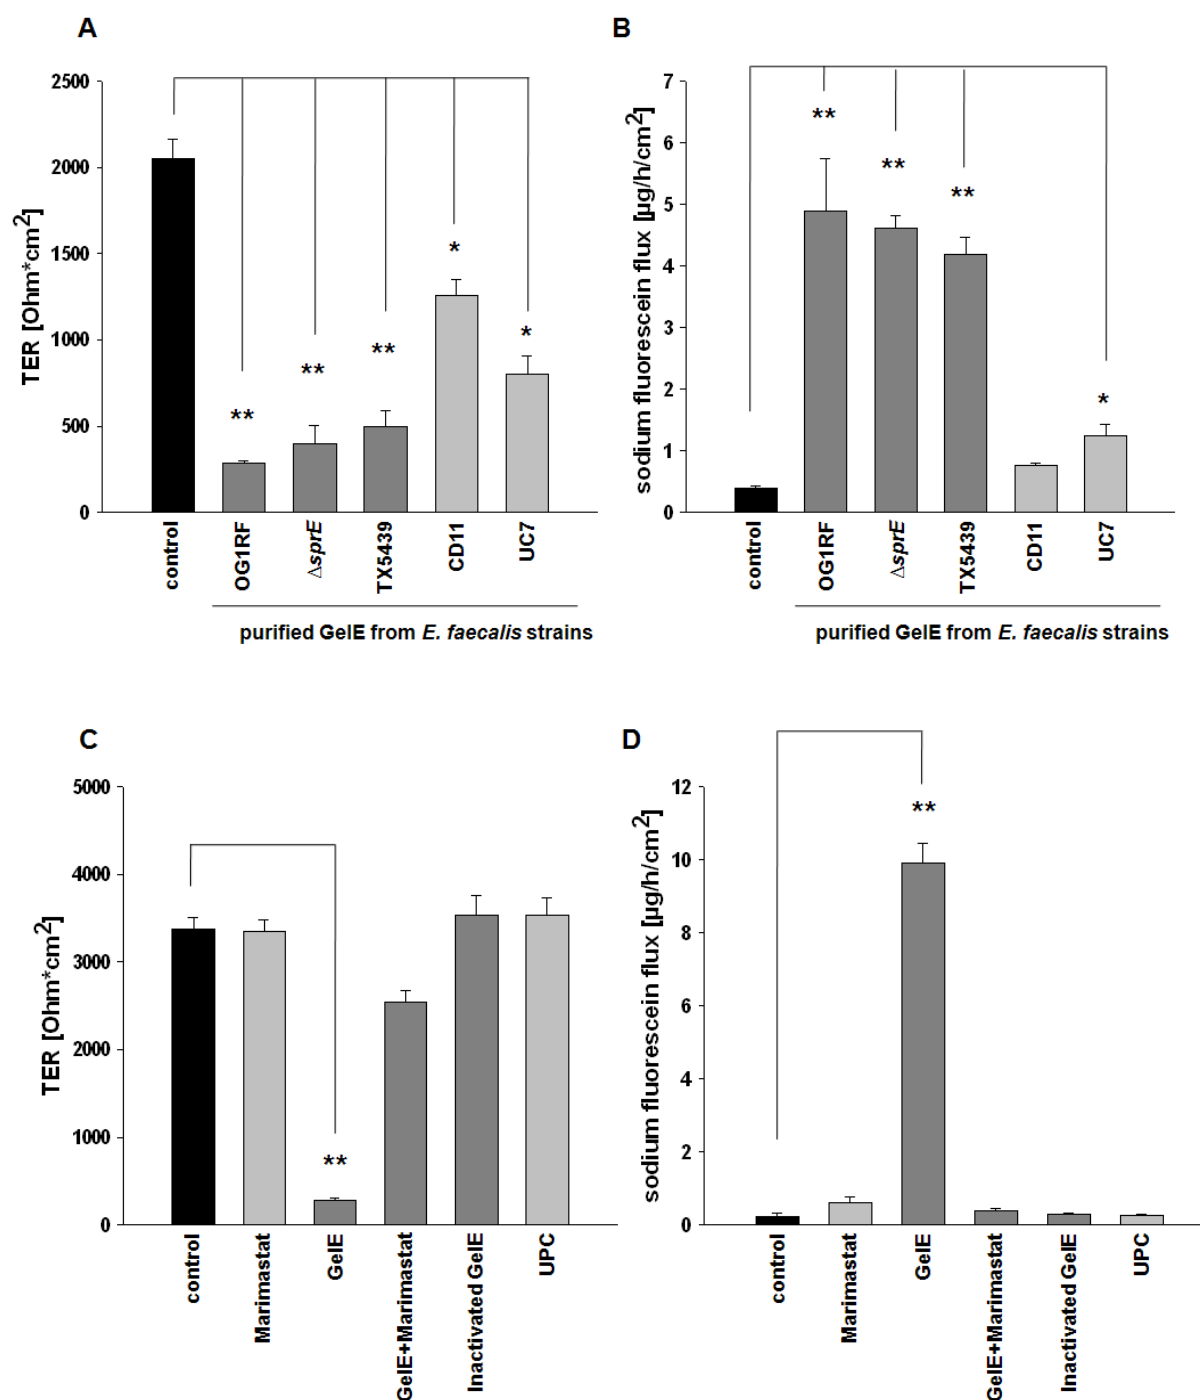 A
TER [Ohm*cm2]
2500
2000
1500
1000
500
0
**
**
**
*
*
control
OG1RF
ΔsprE
TX5439
CD11
UC7
purified GelE from E. faecalis strains
B
sodium fluorescein flux [µg/h/cm2]
7
6
5
4
3
2
1
0
**
**
**
*
control
OG1RF
ΔsprE
TX5439
CD11
UC7
purified GelE from E. faecalis strains
C
TER [Ohm*cm2]
5000
4000
3000
2000
1000
0
**
control
Marimastat
GelE
GelE+Marimastat
Inactivated GelE
UPC
D
sodium fluorescein flux [µg/h/cm2]
12
10
8
6
4
2
0
**
control
Marimastat
GelE
GelE+Marimastat
Inactivated GelE
UPC